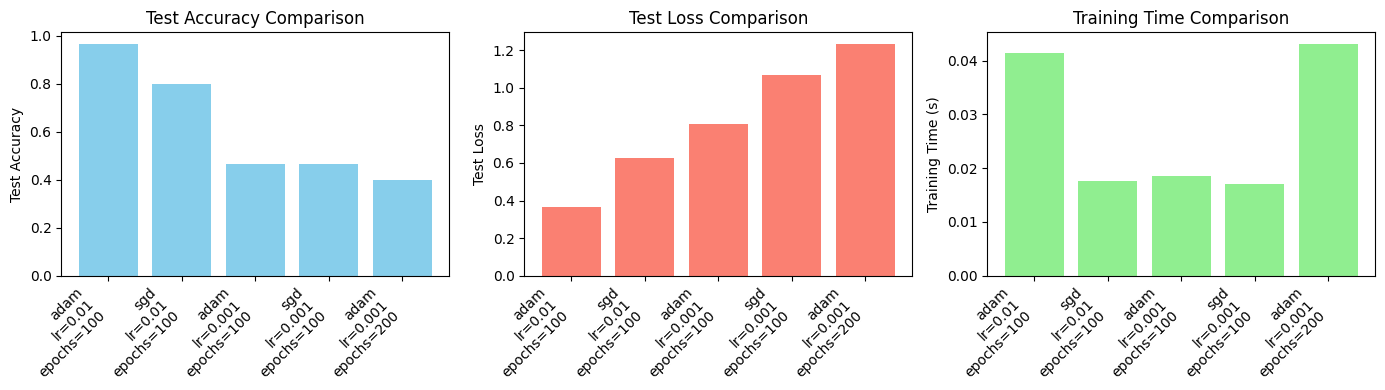 Test Accuracy Comparison
Test Accuracy
1.0
0.8
0.6
0.4
0.2
0.0
adam
lr=0.01
epochs=100
sgd
lr=0.01
epochs=100
adam
lr=0.001
epochs=100
sgd
lr=0.001
epochs=100
adam
lr=0.001
epochs=200
Test Loss Comparison
Test Loss
1.2
1.0
0.8
0.6
0.4
0.2
0.0
adam
lr=0.01
epochs=100
sgd
lr=0.01
epochs=100
adam
lr=0.001
epochs=100
sgd
lr=0.001
epochs=100
adam
lr=0.001
epochs=200
Training Time Comparison
Training Time (s)
0.04
0.03
0.02
0.01
0.00
adam
lr=0.01
epochs=100
sgd
lr=0.01
epochs=100
adam
lr=0.001
epochs=100
sgd
lr=0.001
epochs=100
adam
lr=0.001
epochs=200